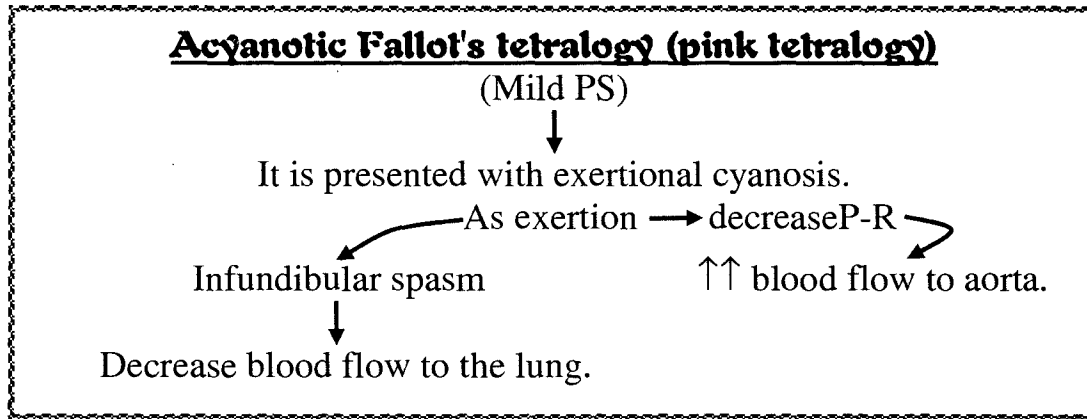 Acyanotic Fallot's tetralogy (pink tetralogy)
(Mild PS)
It is presented with exertional cyanosis.
As exertion → decreaseP-R
Infundibular spasm
↑↑ blood flow to aorta.
Decrease blood flow to the lung.